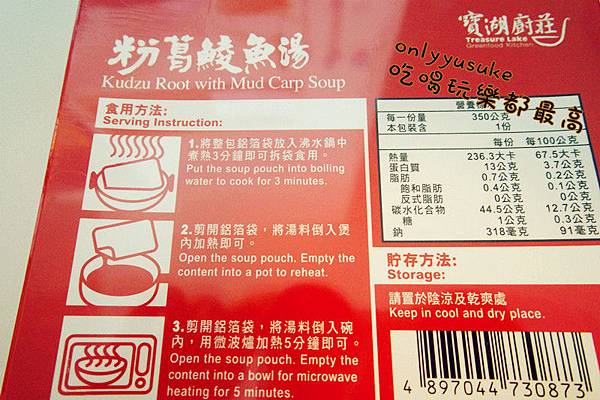 寶湖廚莊
Treasure Lake
Greenfood Kitchen
粉葛鯪魚湯
Kudzu Root with Mud Carp Soup
onlyyusuke
吃喝玩樂都最高
食用方法:
Serving Instruction:
1.將整包鋁箔袋放入沸水鍋中
煮熟3分鐘即可拆袋食用。
Put the soup pouch into boiling
water to cook for 3 minutes.
2.剪開鋁箔袋，將湯料倒入煲
內加熱即可。
Open the soup pouch. Empty the
content into a pot to reheat.
3.剪開鋁箔袋，將湯料倒入碗
內，用微波爐加熱5分鐘即可。
Open the soup pouch. Empty the
content into a bowl for microwave
heating for 5 minutes.
營養
每一份量 350公克
本包裝含 1份
每份 每100公克
熱量 236.3大卡 67.5大卡
蛋白質 13公克 3.7公克
脂肪 0.7公克 0.2公克
飽和脂肪 0.4公克 0.1公克
反式脂肪 0公克 0公克
碳水化合物 44.5公克 12.7公克
糖 1公克 0.3公克
鈉 318毫克 91毫克
貯存方法:
Storage:
請置於陰涼及乾爽處
Keep in cool and dry place.
4 897044 730873